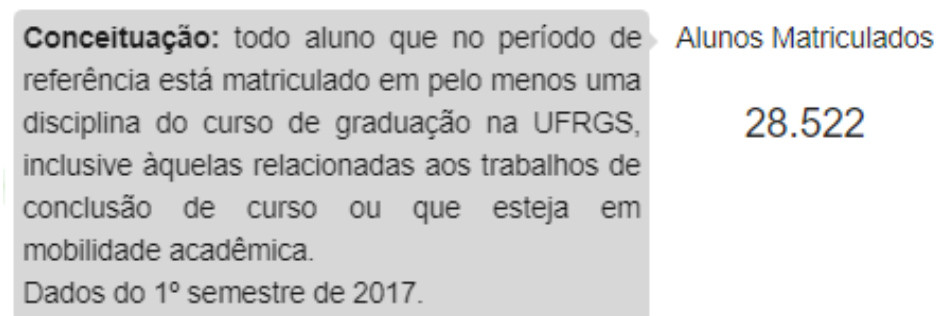 Conceituação: todo aluno que no período de
referência está matriculado em pelo menos uma
disciplina do curso de graduação na UFRGS,
inclusive àquelas relacionadas aos trabalhos de
conclusão de curso ou que esteja em
mobilidade acadêmica.
Dados do 1º semestre de 2017.
Alunos Matriculados
28.522